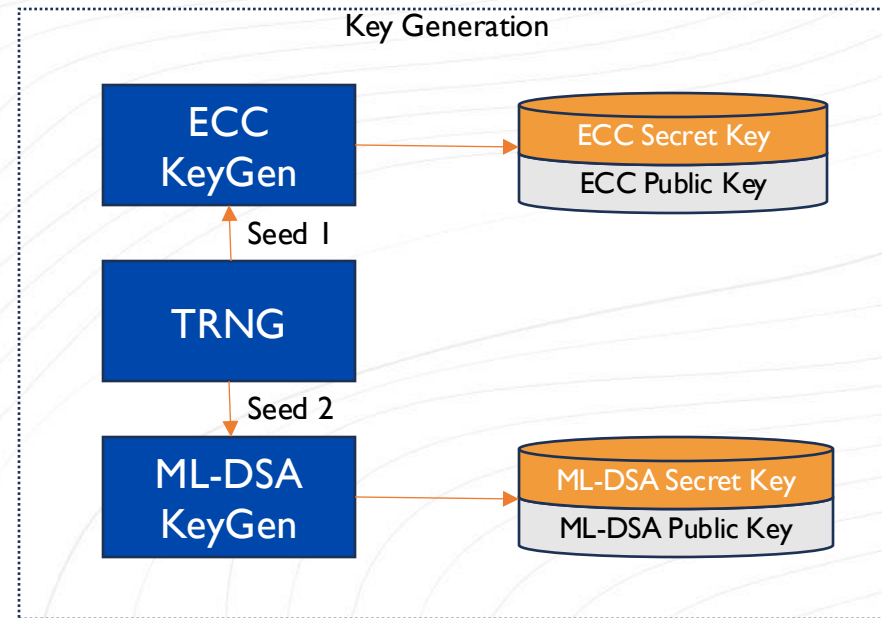 Key Generation
ECC
KeyGen
ECC Secret Key
ECC Public Key
Seed 1
TRNG
Seed 2
ML-DSA
KeyGen
ML-DSA Secret Key
ML-DSA Public Key